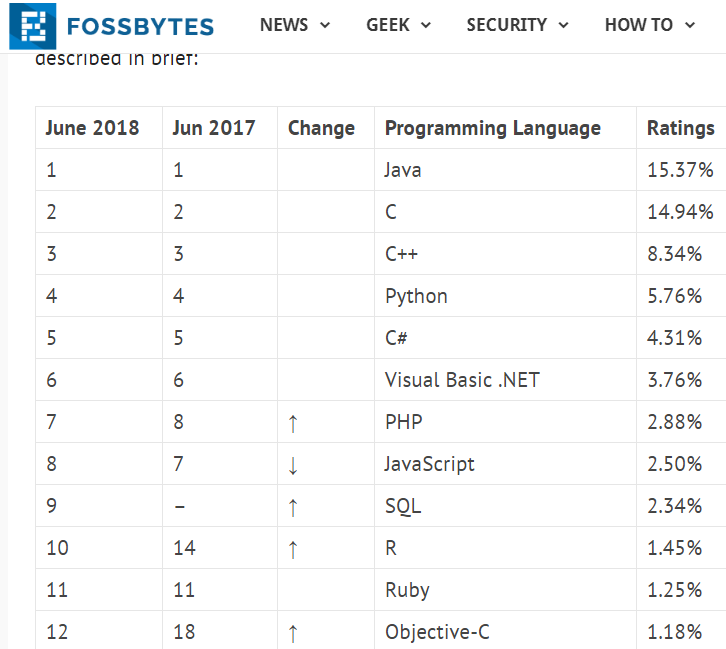 FOSSBYTES NEWS GEEK SECURITY HOW TO
described in brief:
June 2018 Jun 2017 Change Programming Language Ratings
1 1 Java 15.37%
2 2 C 14.94%
3 3 C++ 8.34%
4 4 Python 5.76%
5 5 C# 4.31%
6 6 Visual Basic .NET 3.76%
7 8 ↑ PHP 2.88%
8 7 ↓ JavaScript 2.50%
9 – ↑ SQL 2.34%
10 14 ↑ R 1.45%
11 11 Ruby 1.25%
12 18 ↑ Objective-C 1.18%